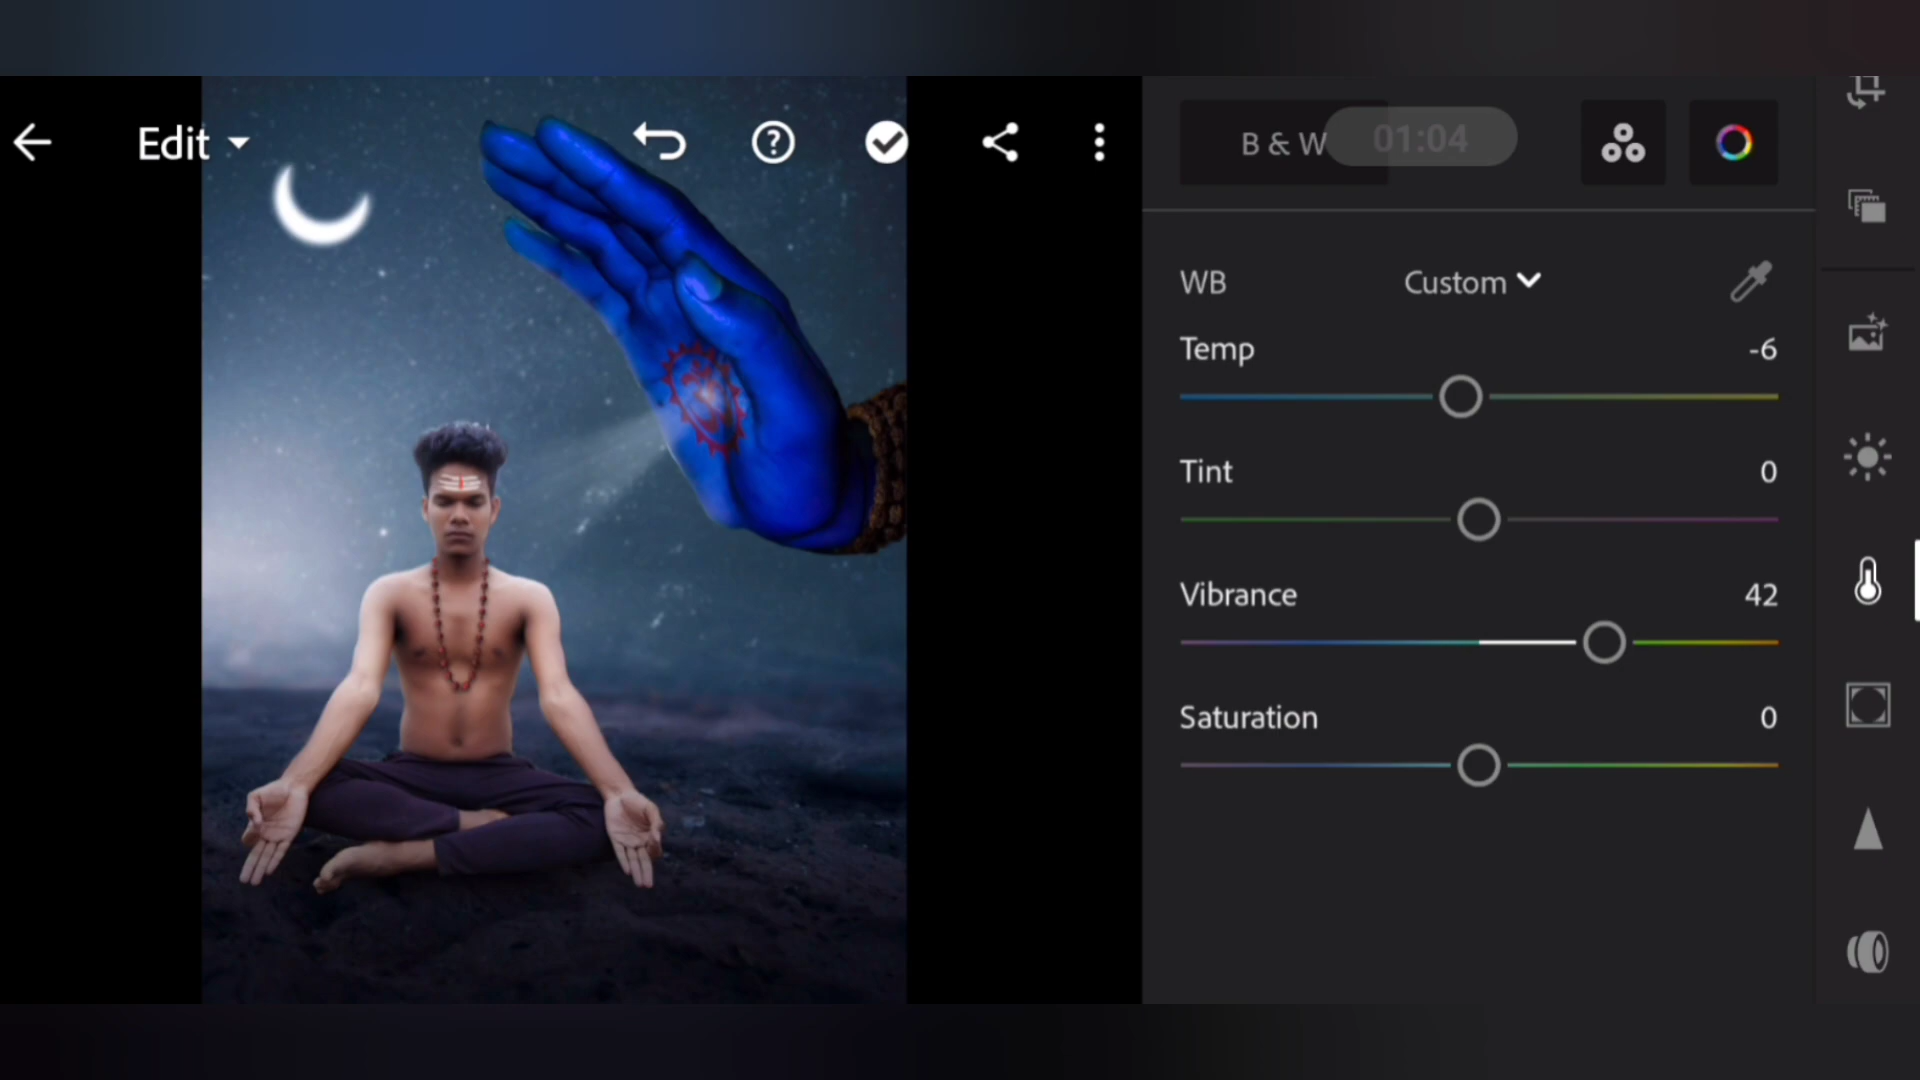 Edit
B & W
01:04
WB Custom
Temp -6
Tint 0
Vibrance 42
Saturation 0